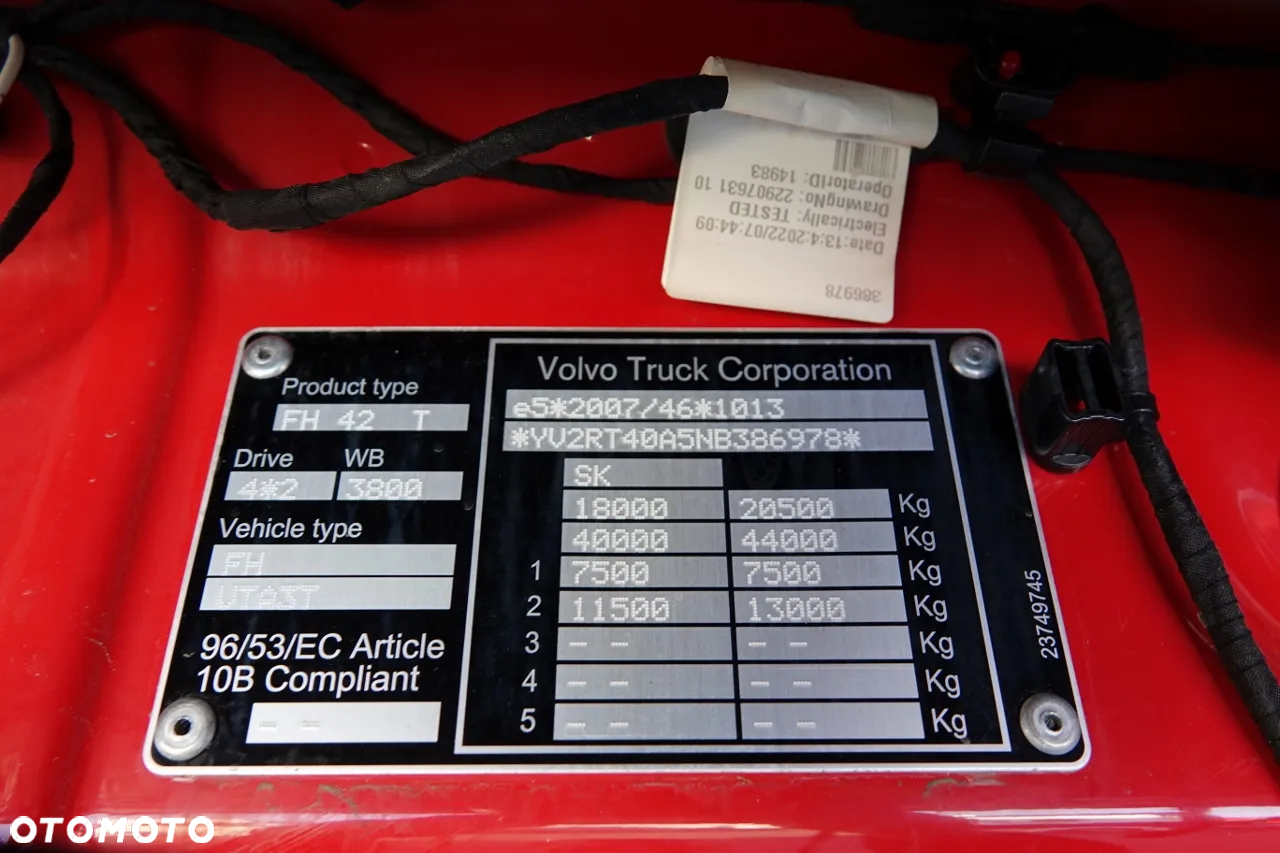 OperatorID: 14983
DrawingNo: 22907631 10
Electrically: TESTED
Date:13:4:2022/07:44:09
386978
Volvo Truck Corporation
e5*2007/46*1013
*YV2RT40A5NB386978*
Product type
FH 42 T
Drive WB
4*2 3800
Vehicle type
FH
VTA3T
96/53/EC Article
10B Compliant
- -
SK
18000 20500 Kg
40000 44000 Kg
1 7500 7500 Kg
2 11500 13000 Kg
3 - - - - Kg
4 - - - - Kg
5 - - - - Kg
23749745
OTOMOTO